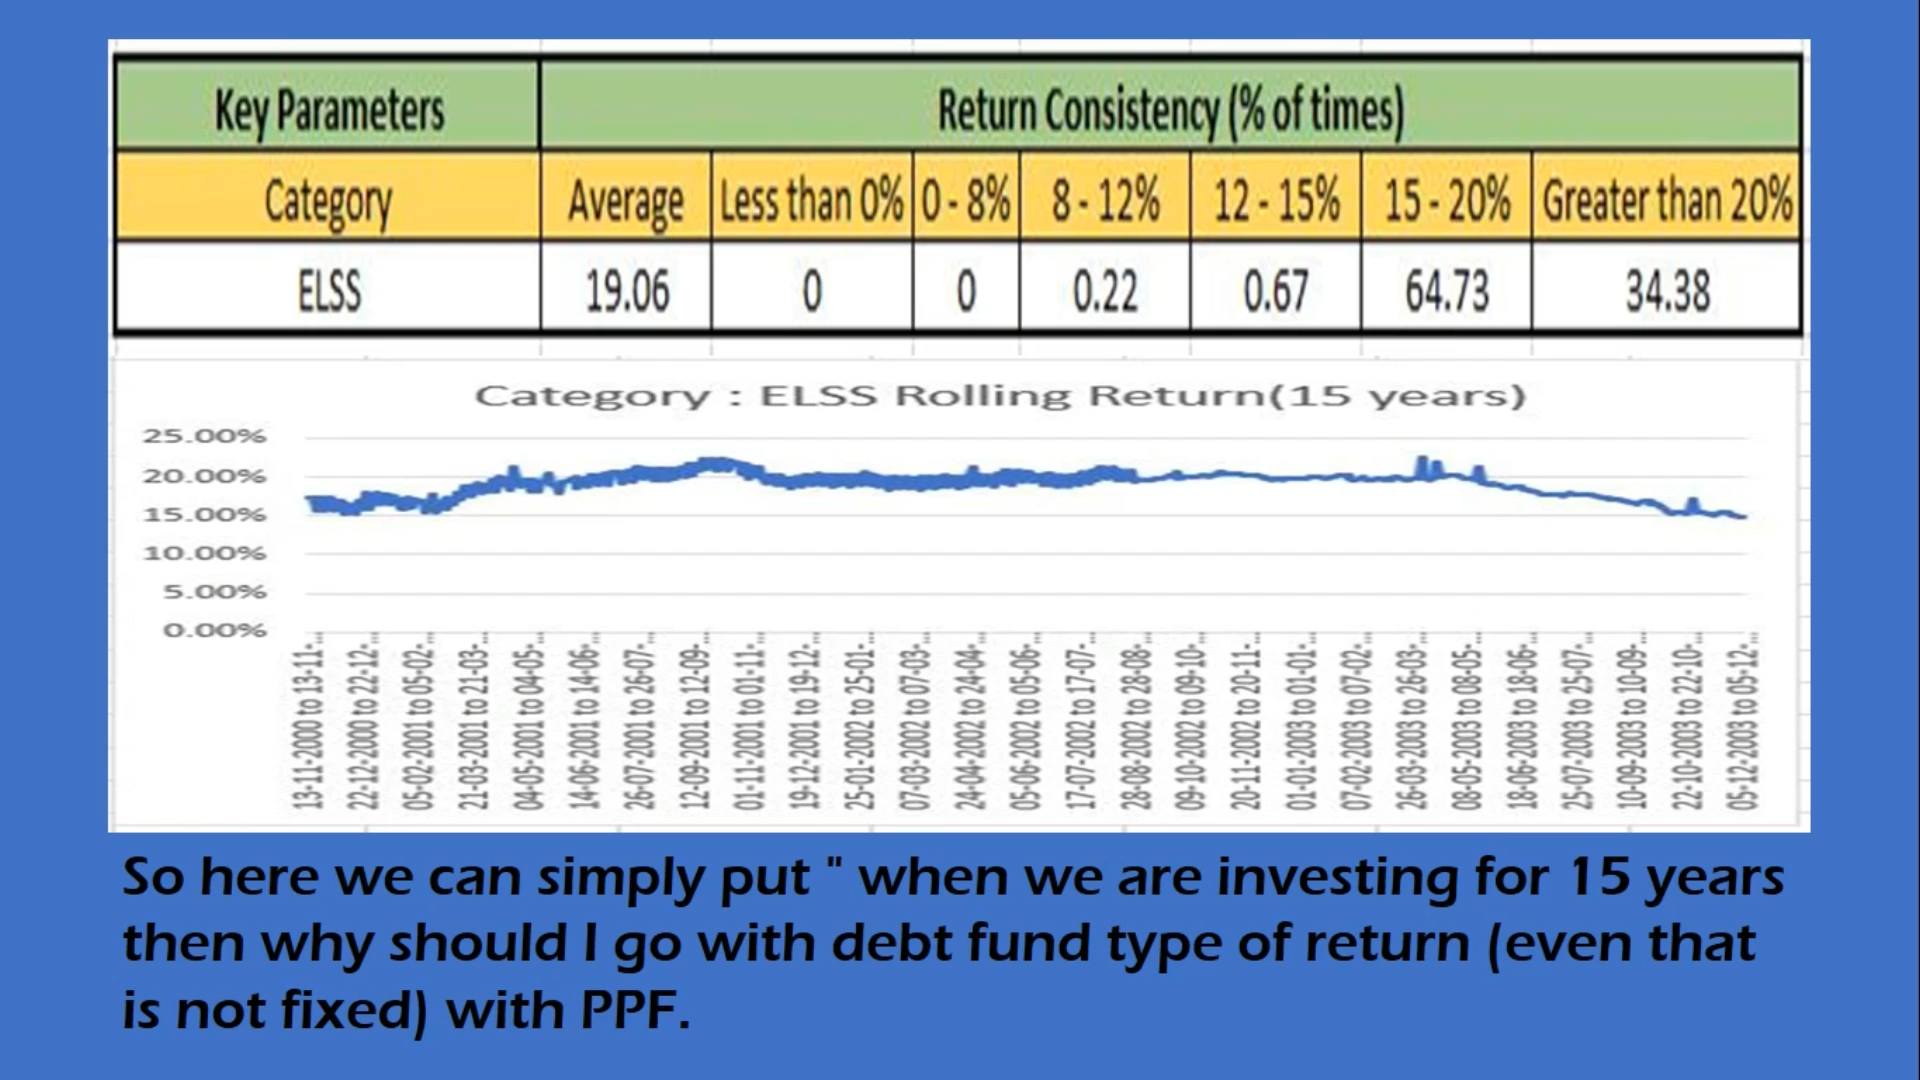 Key Parameters Return Consistency (% of times)
Category Average Less than 0% 0 - 8% 8 - 12% 12 - 15% 15 - 20% Greater than 20%
ELSS 19.06 0 0 0.22 0.67 64.73 34.38
Category : ELSS Rolling Return(15 years)
25.00%
20.00%
15.00%
10.00%
5.00%
0.00%
13-11-2000 to 13-11-...
22-12-2000 to 22-12-...
05-02-2001 to 05-02-...
21-03-2001 to 21-03-...
04-05-2001 to 04-05-...
14-06-2001 to 14-06-...
26-07-2001 to 26-07-...
12-09-2001 to 12-09-...
01-11-2001 to 01-11-...
19-12-2001 to 19-12-...
25-01-2002 to 25-01-...
07-03-2002 to 07-03-...
24-04-2002 to 24-04-...
05-06-2002 to 05-06-...
17-07-2002 to 17-07-...
28-08-2002 to 28-08-...
09-10-2002 to 09-10-...
20-11-2002 to 20-11-...
01-01-2003 to 01-01-...
07-02-2003 to 07-02-...
26-03-2003 to 26-03-...
08-05-2003 to 08-05-...
18-06-2003 to 18-06-...
25-07-2003 to 25-07-...
10-09-2003 to 10-09-...
22-10-2003 to 22-10-...
05-12-2003 to 05-12-...
So here we can simply put " when we are investing for 15 years
then why should I go with debt fund type of return (even that
is not fixed) with PPF.